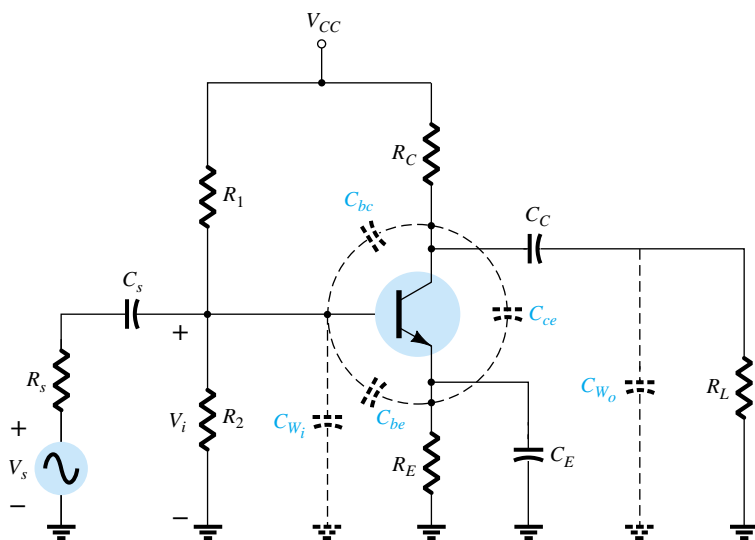 V_CC
R_C
R_1
C_bc
C_C
C_s
+
C_ce
R_s
+
V_i
R_2
C_Wi
C_be
C_Wo
R_L
V_s
R_E
C_E
−
−